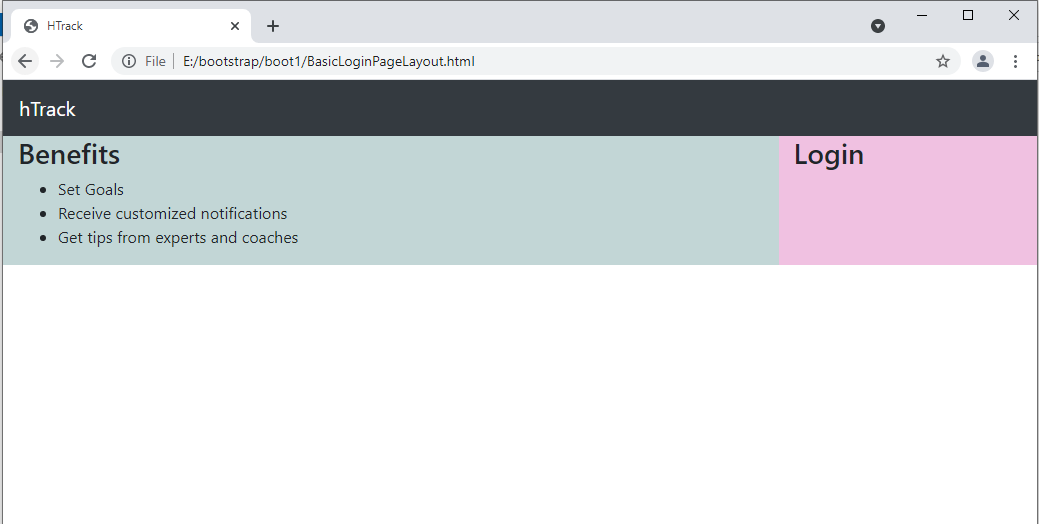 HTrack
File E:/bootstrap/boot1/BasicLoginPageLayout.html
hTrack
Benefits
Set Goals
Receive customized notifications
Get tips from experts and coaches
Login